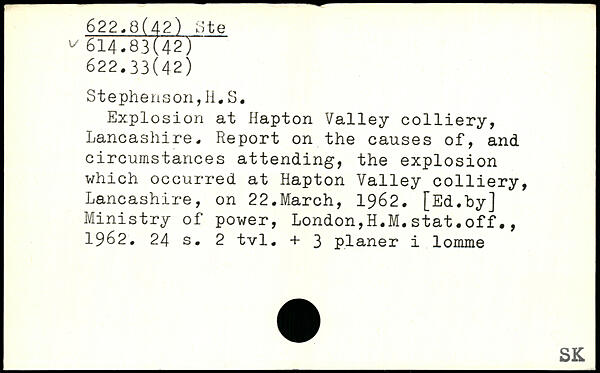 622.8(42) Ste
✓ 614.83(42)
622.33(42)
Stephenson,H.S.
Explosion at Hapton Valley colliery,
Lancashire. Report on the causes of, and
circumstances attending, the explosion
which occurred at Hapton Valley colliery,
Lancashire, on 22.March, 1962. [Ed.by]
Ministry of power, London,H.M.stat.off.,
1962. 24 s. 2 tvl. + 3 planer i lomme
SK